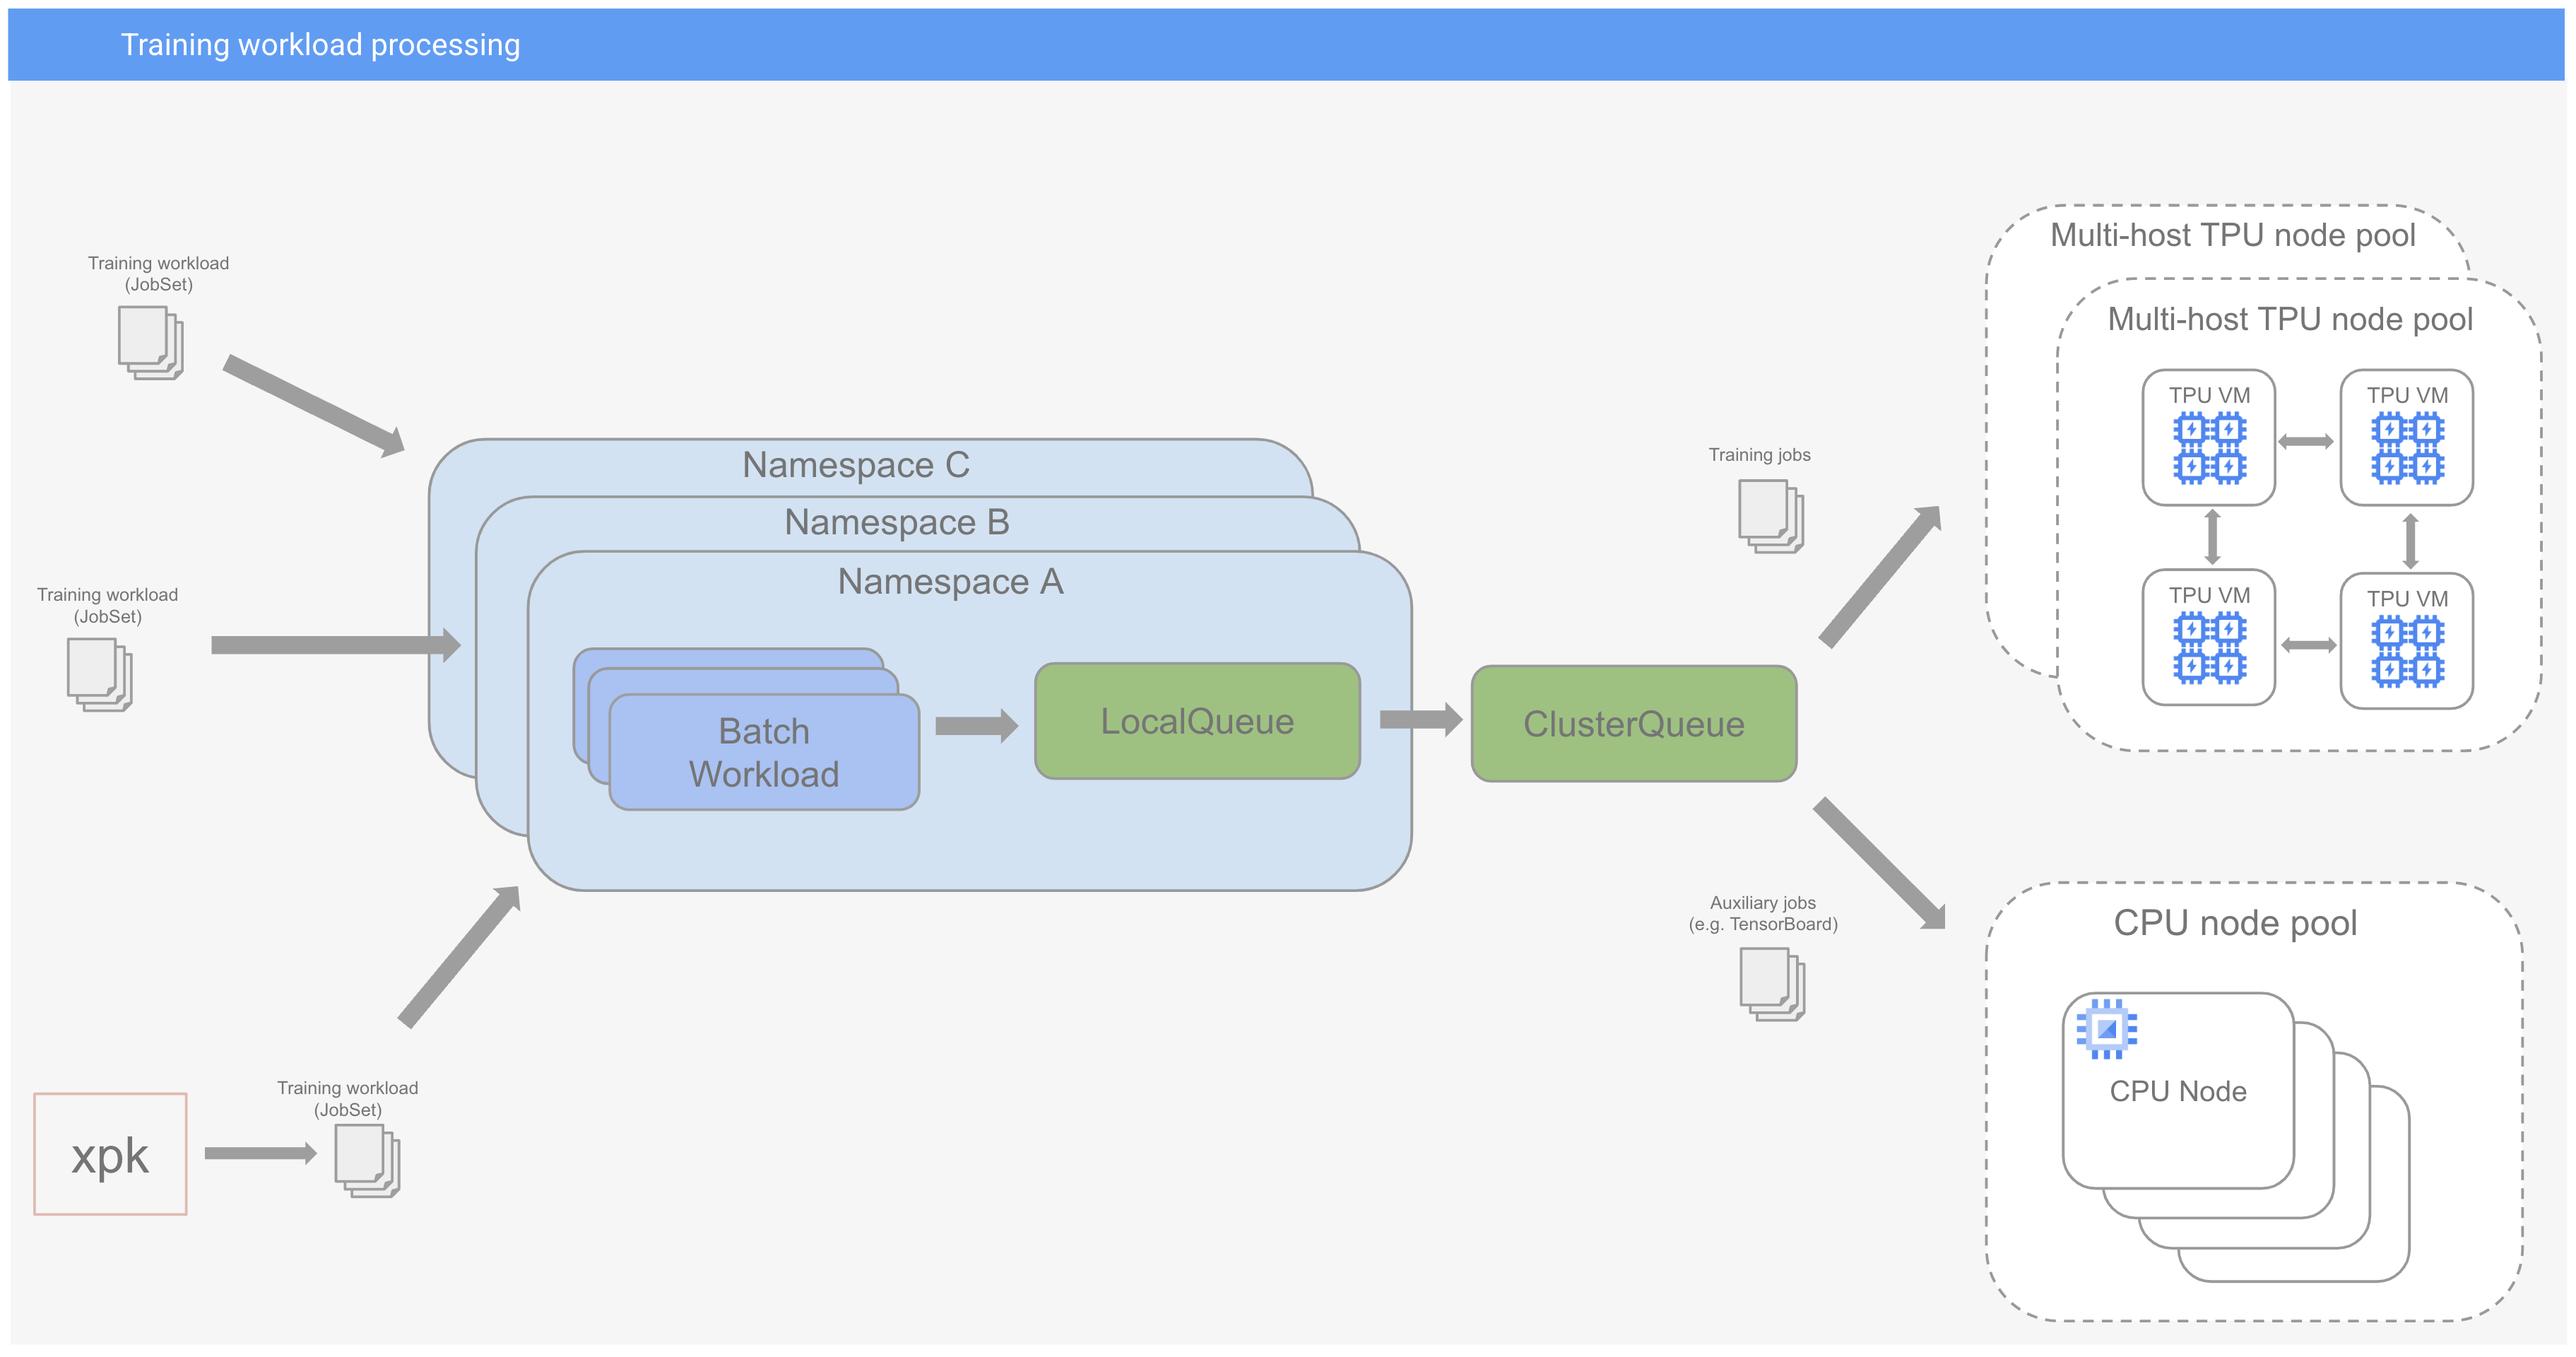 Training workload processing
Training workload
(JobSet)
Training workload
(JobSet)
xpk
Training workload
(JobSet)
Namespace C
Namespace B
Namespace A
Batch
Workload
LocalQueue
ClusterQueue
Training jobs
Auxiliary jobs
(e.g. TensorBoard)
Multi-host TPU node pool
Multi-host TPU node pool
TPU VM
TPU VM
TPU VM
TPU VM
CPU node pool
CPU Node